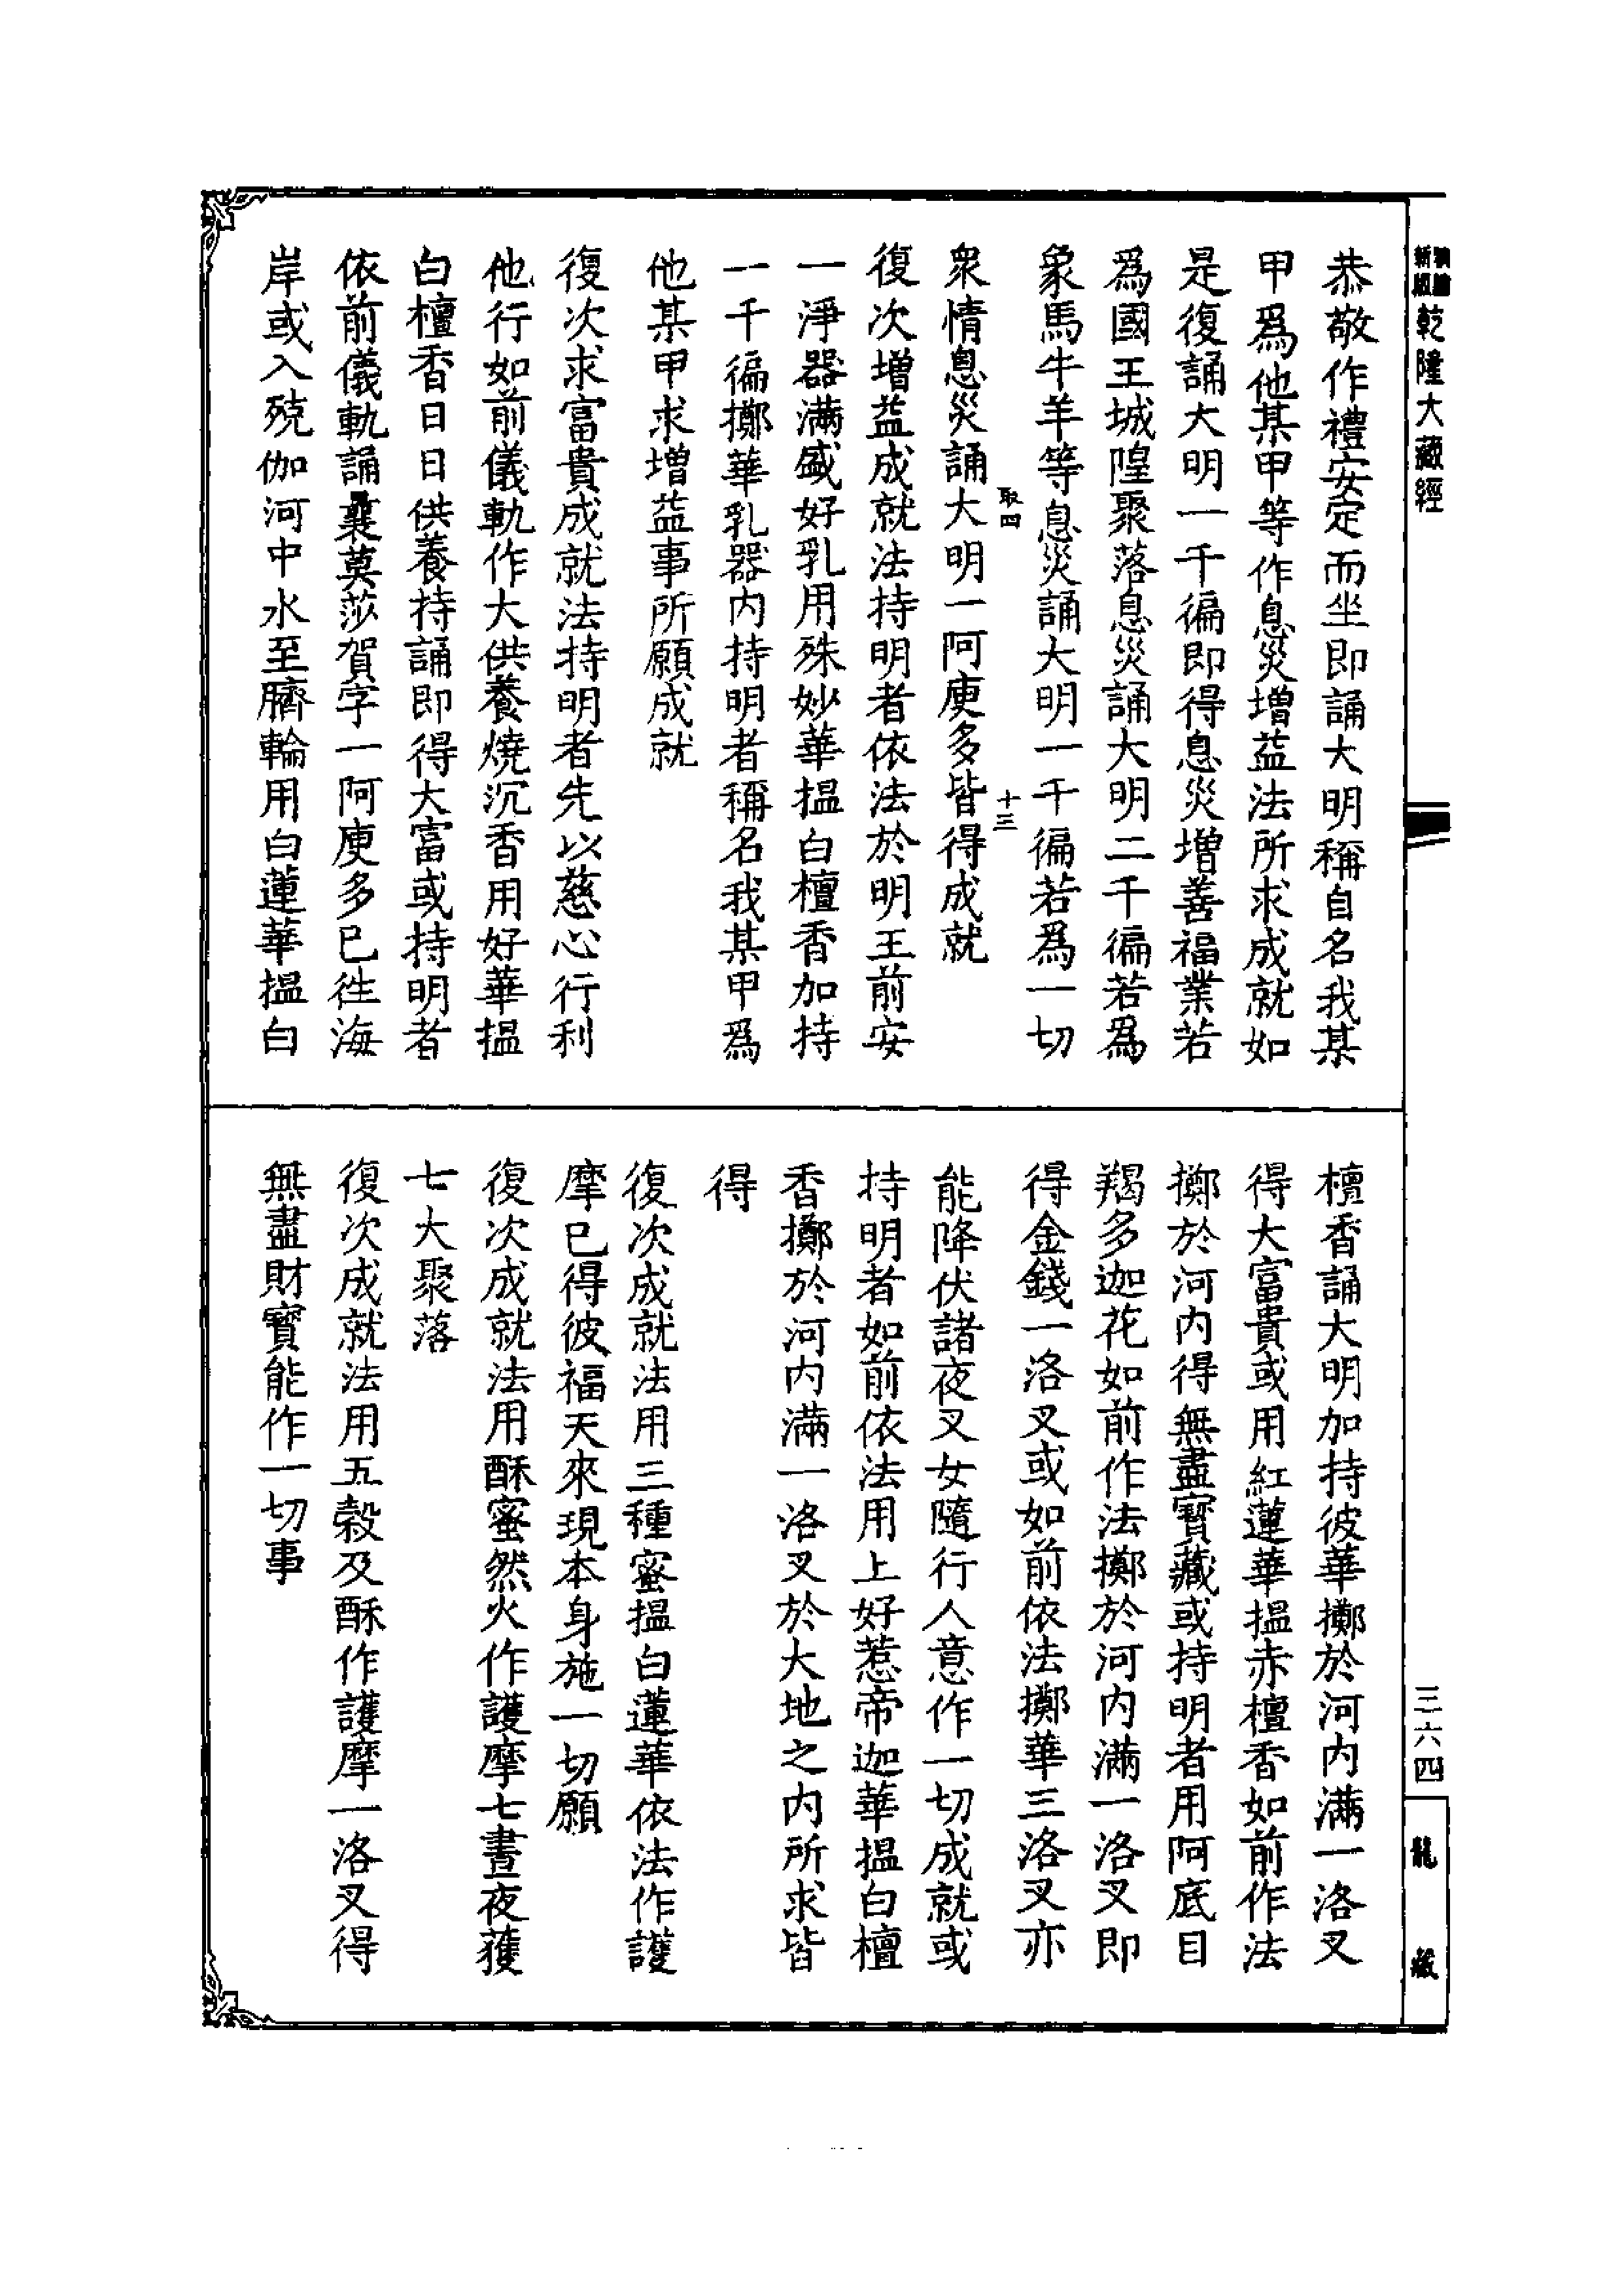 乾隆大藏經
恭敬作禮安定而坐即誦大明稱自名我某
甲爲他某甲等作息災增益法所求成就如
是復誦大明一千徧即得息災增善福業若
爲國王城隍聚落息災誦大明二千徧若爲
象馬牛羊等息災誦大明一千徧若爲一切
取四
十三
衆情息災誦大明一阿庾多皆得成就
復次增益成就法持明者依法於明王前安
一淨器滿盛好乳用殊妙華搵白檀香加持
一千徧擲華乳器内持明者稱名我某甲爲
他某甲求增益事所願成就
復次求富貴成就法持明者先以慈心行利
他行如前儀軌作大供養燒沉香用好華搵
白檀香日日供養持誦即得大富或持明者
依前儀軌誦曩莫莎賀字一阿庾多已往海
岸或入殑伽河中水至臍輪用白蓮華搵白
檀香誦大明加持彼華擲於河内滿一洛叉
得大富貴或用紅蓮華搵赤檀香如前作法
擲於河内得無盡寶藏或持明者用阿底目
羯多迦花如前作法擲於河内滿一洛叉即
得金錢一洛叉或如前依法擲華三洛叉亦
能降伏諸夜叉女隨行人意作一切成就或
持明者如前依法用上好惹帝迦華搵白檀
香擲於河内滿一洛叉於大地之内所求皆
得
復次成就法用三種蜜搵白蓮華依法作護
摩已得彼福天來現本身施一切願
復次成就法用酥蜜然火作護摩七晝夜獲
七大聚落
復次成就法用五穀及酥作護摩一洛叉得
無盡財寶能作一切事
三六四
龍藏